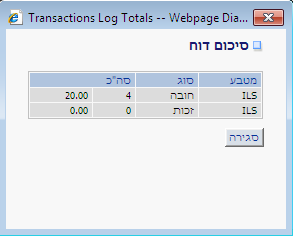 Transactions Log Totals -- Webpage Dia...
סיכום דוח
מטבע סוג סה"כ
ILS חובה 4 20.00
ILS זכות 0 0.00
סגירה